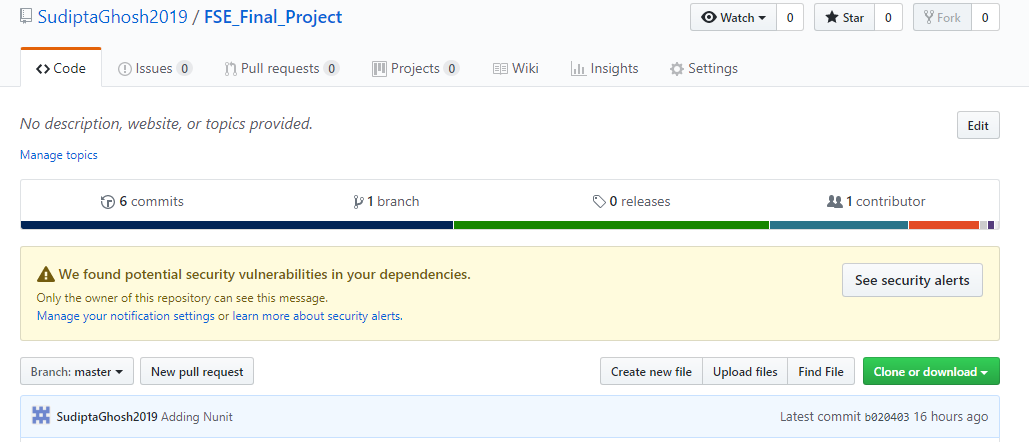 SudiptaGhosh2019 / FSE_Final_Project Watch 0 Star 0 Fork 0
Code Issues 0 Pull requests 0 Projects 0 Wiki Insights Settings
No description, website, or topics provided. Edit
Manage topics
6 commits 1 branch 0 releases 1 contributor
We found potential security vulnerabilities in your dependencies.
Only the owner of this repository can see this message.
Manage your notification settings or learn more about security alerts.
See security alerts
Branch: master New pull request Create new file Upload files Find File Clone or download
SudiptaGhosh2019 Adding Nunit Latest commit b020403 16 hours ago